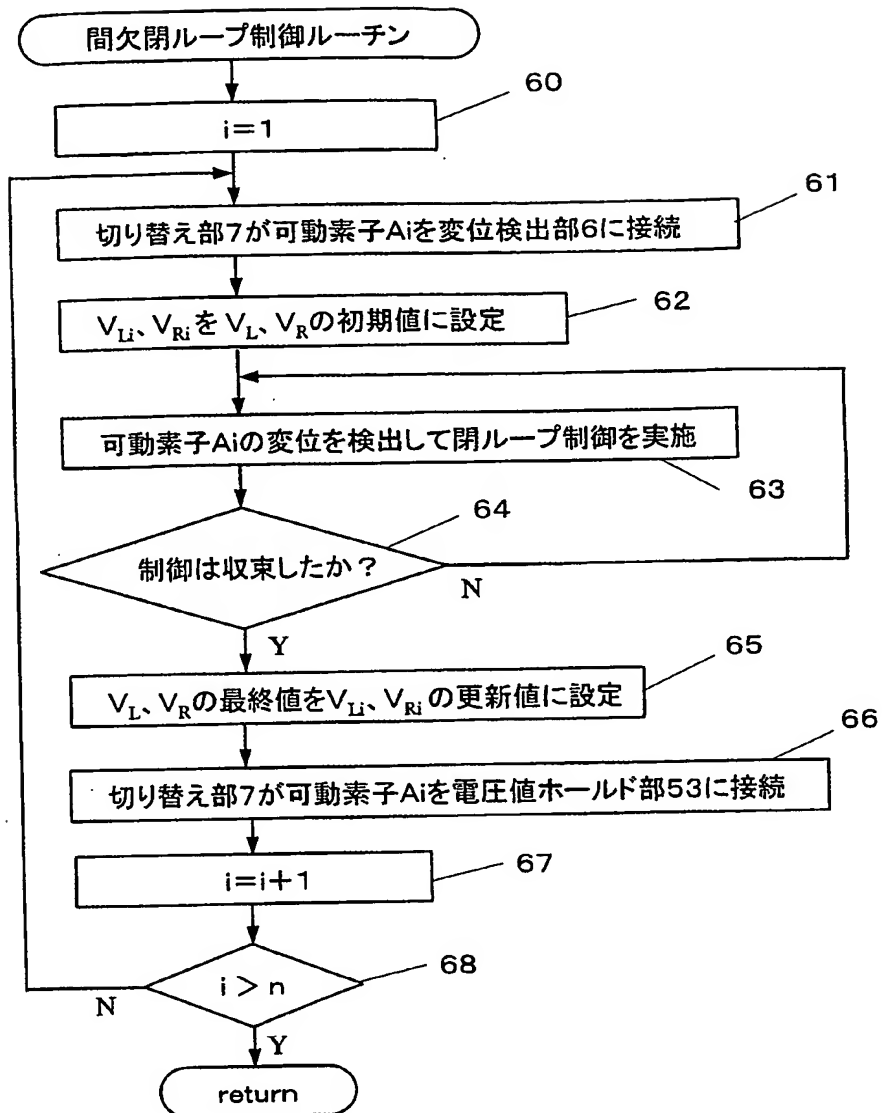 間欠閉ループ制御ルーチン
60
i=1
61
切り替え部7が可動素子Aiを変位検出部6に接続
62
VLi、VRiをVL、VRの初期値に設定
可動素子Aiの変位を検出して閉ループ制御を実施
63
64
制御は収束したか？
N
Y
65
VL、VRの最終値をVLi、VRiの更新値に設定
66
切り替え部7が可動素子Aiを電圧値ホールド部53に接続
67
i=i+1
68
i>n
N
Y
return